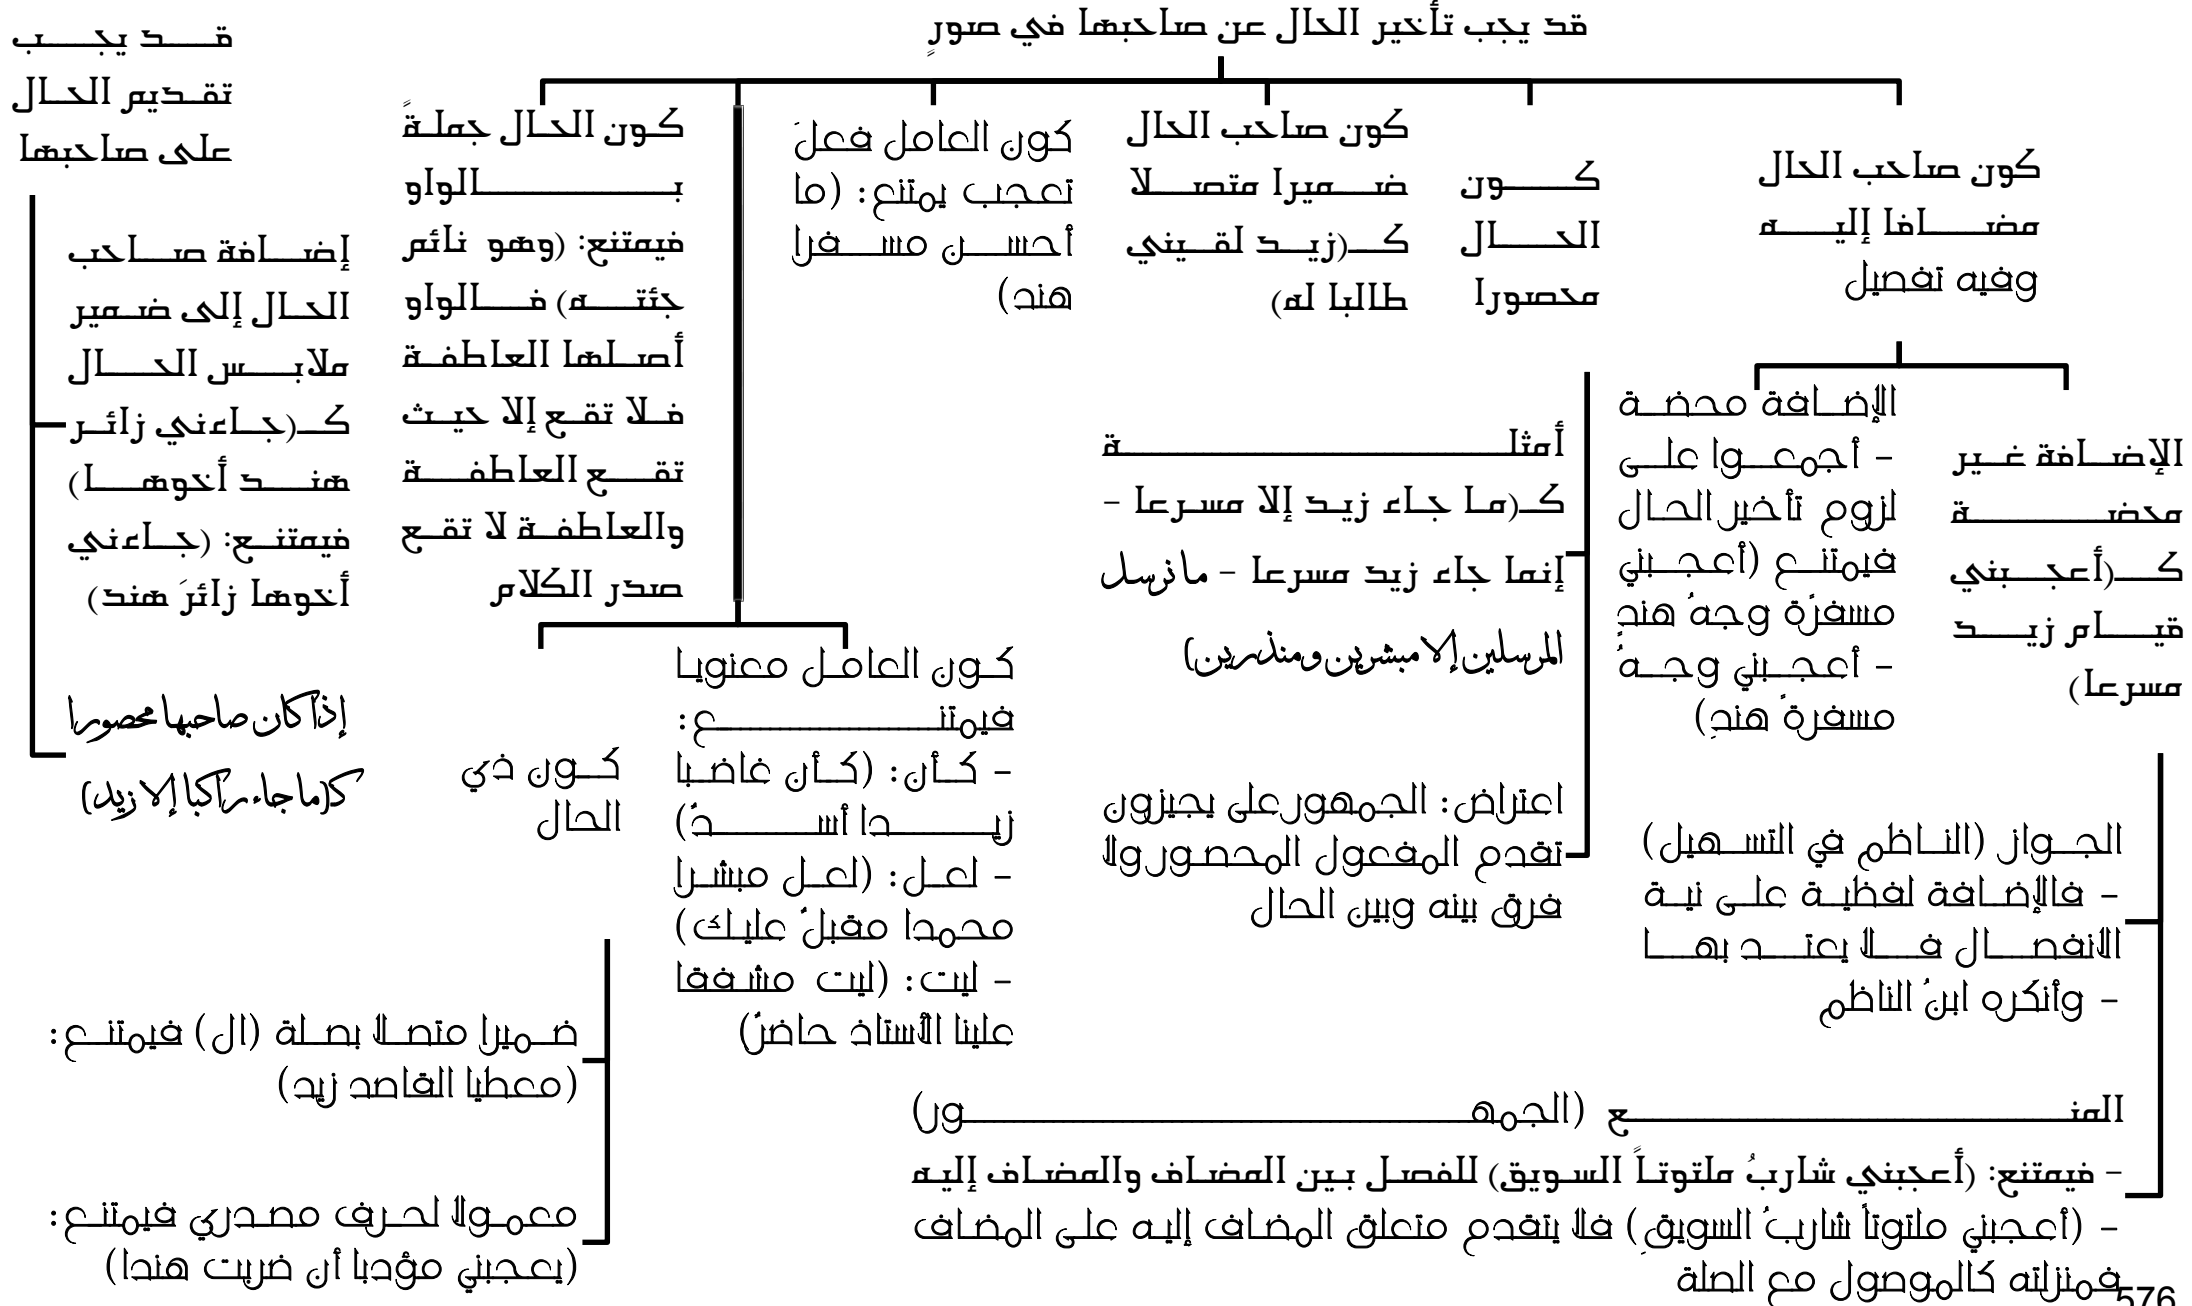 قد يجب تأخير الحال عن صاحبها في صورٍ
كون صاحب الحال
مضافا إليه
وفيه تفصيل
الإضافة غير
محضة
كـ(أعجبني
قيام زيد
مسرعا)
الجواز (الناظم في التسهيل)
- فالإضافة لفظية على نية
الانفصال فلا يعتد بها
- وأنكره ابنُ الناظم
المنع (الجمهور)
- فيمتنع: (أعجبني شاربُ ملتوتاً السويق) للفصل بين المضاف والمضاف إليه
- (أعجبني ملتوتاً شاربُ السويقِ) فلا يتقدم متعلق المضاف إليه على المضاف
فمنزلته كالموصول مع الصلة
الإضافة محضة
- أجمعوا على
لزوم تأخير الحال
فيمتنع (أعجبني
مسفرًة وجهُ هندٍ
- أعجبني وجهُ
مسفرةً هندٍ)
كون
الحال
محصورا
أمثلة
كـ(ما جاء زيد إلا مسرعا -
إنما جاء زيد مسرعا - ما نرسل
المرسلين إلا مبشرين ومنذرين)
اعتراض: الجمهور على يجيزون
تقدم المفعول المحصور ولا
فرق بينه وبين الحال
كون صاحب الحال
ضميرا متصلا
كـ(زيد لقيني
طالبا له)
كون العامل فعلَ
تعجب يمتنع: (ما
أحسن مسفرا
هند)
كون العامل معنويا
فيمتنع:
- كأن: (كأن غاضبا
زيدا أسدٌ)
- لعل: (لعل مبشرا
محمدا مقبلٌ عليك)
- ليت: (ليت مشفقا
علينا الأستاذ حاضرٌ)
كون ذي
الحال
ضميرا متصلا بصلة (ال) فيمتنع:
(معطيا القاصد زيد)
معمولا لحرف مصدري فيمتنع:
(يعجبني مؤدبا أن ضربت هندا)
كون الحال جملةً
بالواو
فيمتنع: (وهو نائم
جئته) فالواو
أصلها العاطفة
فلا تقع إلا حيث
تقع العاطفة
والعاطفة لا تقع
صدر الكلام
قد يجب
تقديم الحال
على صاحبها
إضافة صاحب
الحال إلى ضمير
ملابس الحال
كـ(جاءني زائر
هند أخوها)
فيمتنع: (جاءني
أخوها زائرَ هند)
إذا كان صاحبها محصورا
كـ(ما جاء راكبا إلا زيد)
576